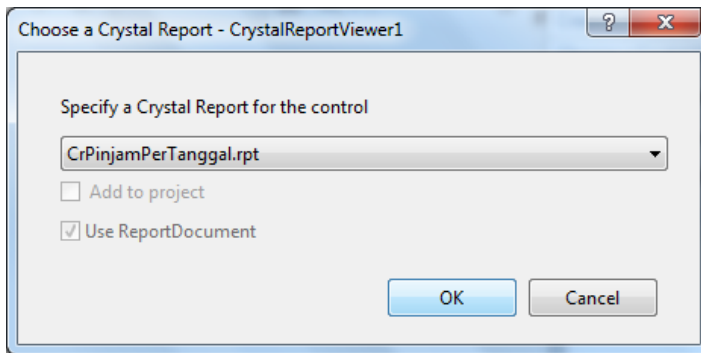 Choose a Crystal Report - CrystalReportViewer1
Specify a Crystal Report for the control
CrPinjamPerTanggal.rpt
Add to project
Use ReportDocument
OK Cancel